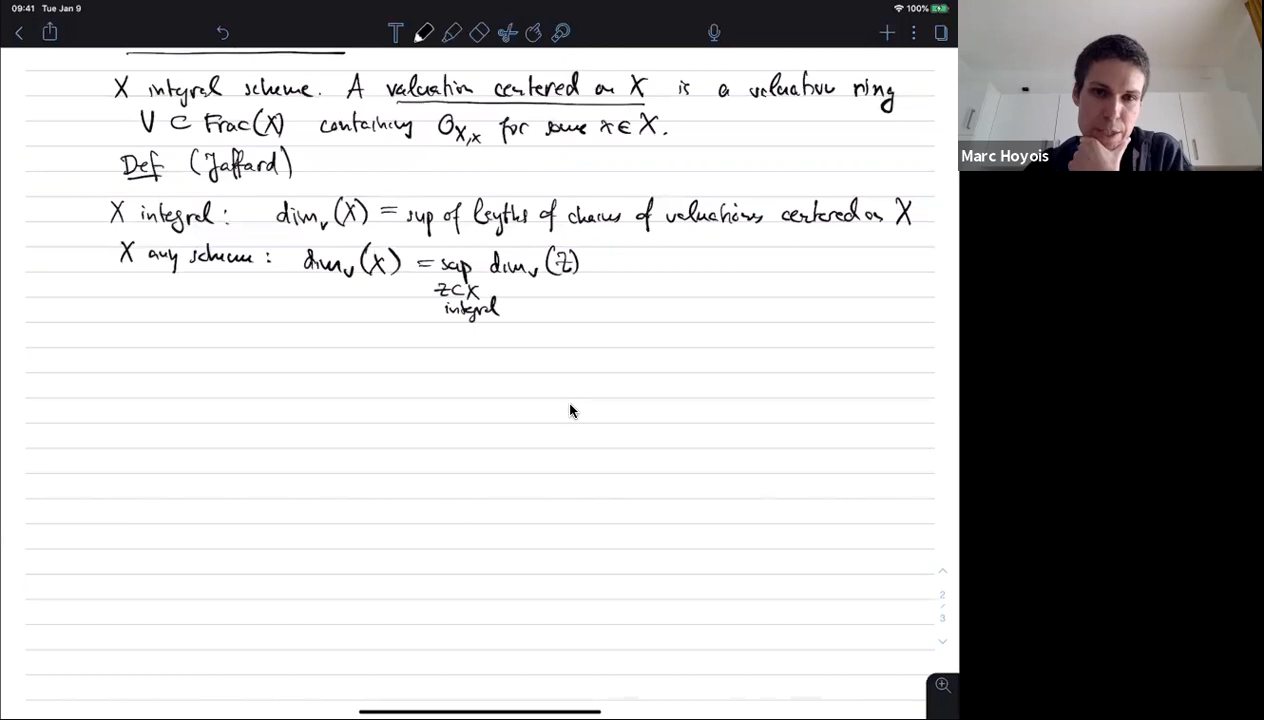 09:41 Tue Jan 9
100%
X integral scheme. A valuation centered on X is a valuation ring
V ⊂ Frac(X) containing O_{X,x} for some x ∈ X.
Def (Jaffard)
X integral: dim_v(X) = sup of lengths of chains of valuations centered on X
X any scheme: dim_v(X) = sup dim_v(Z)
Z⊂X
integral
Marc Hoyois
2
/
3